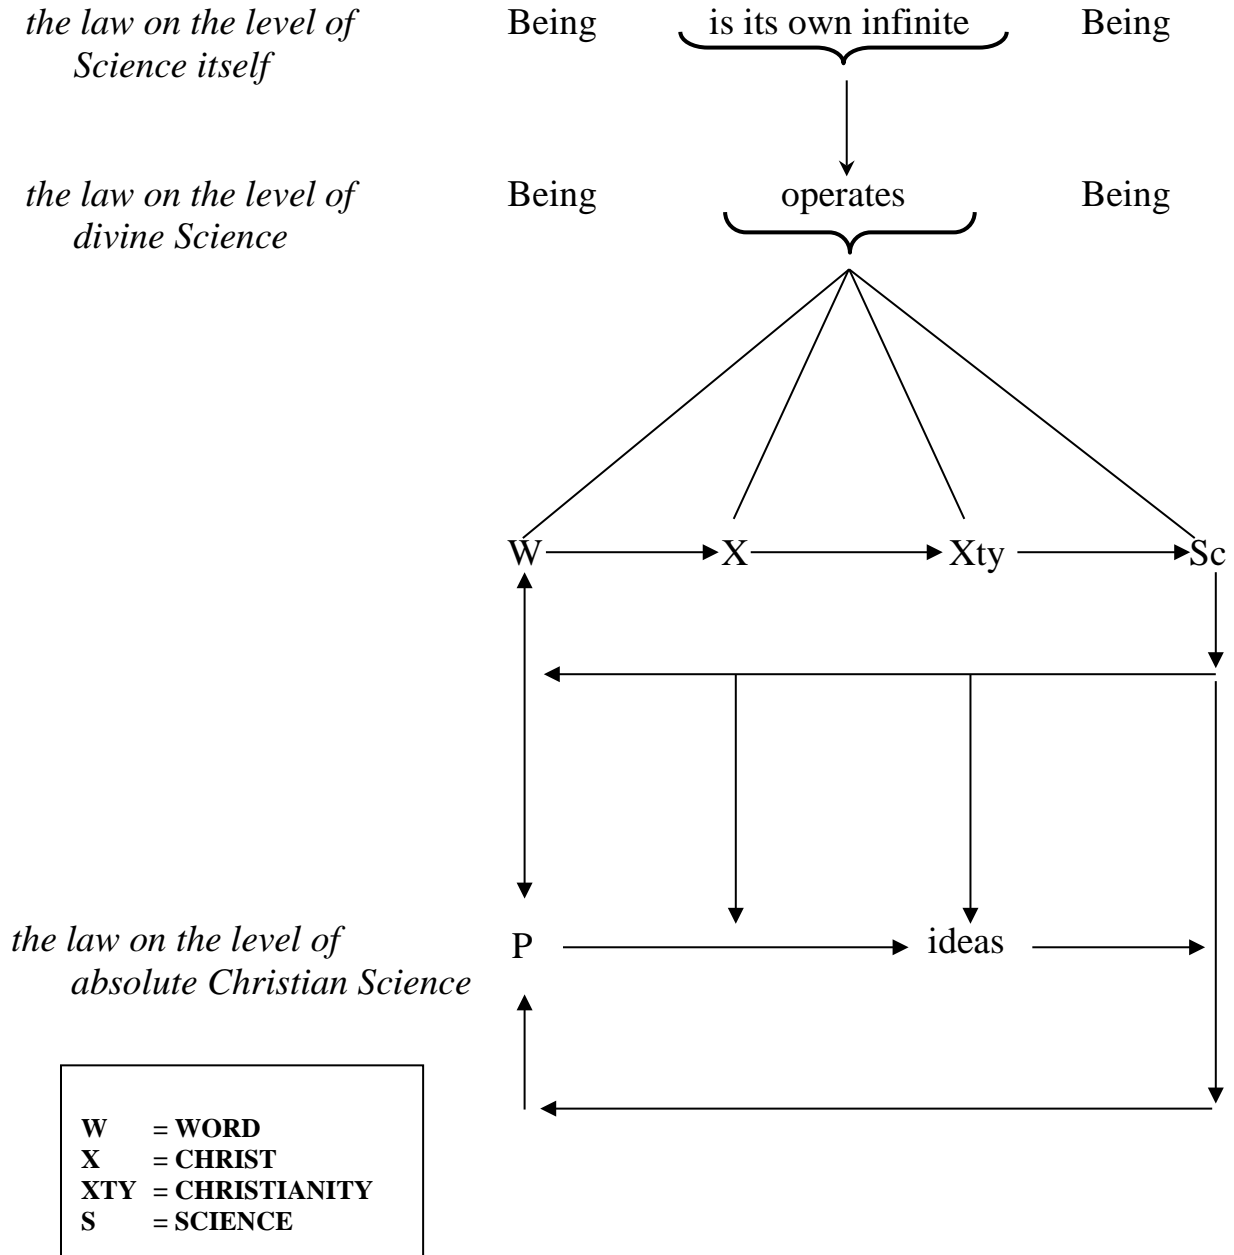 the law on the level of Being is its own infinite Being
Science itself
the law on the level of Being operates Being
divine Science
W X Xty Sc
the law on the level of P ideas
absolute Christian Science
W = WORD
X = CHRIST
XTY = CHRISTIANITY
S = SCIENCE